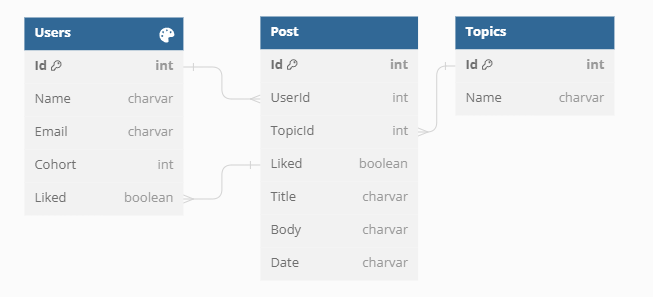 Users
Id int
Name charvar
Email charvar
Cohort int
Liked boolean
Post
Id int
UserId int
TopicId int
Liked boolean
Title charvar
Body charvar
Date charvar
Topics
Id int
Name charvar